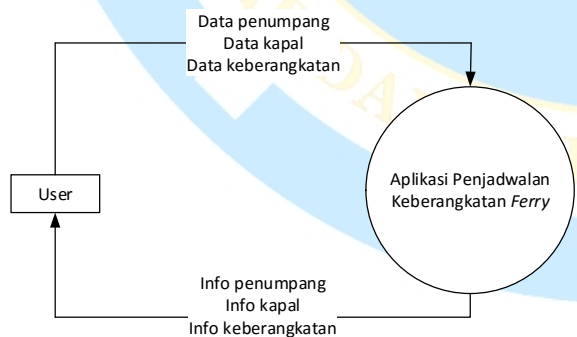 Data penumpang
Data kapal
Data keberangkatan
User
Aplikasi Penjadwalan
Keberangkatan Ferry
Info penumpang
Info kapal
Info keberangkatan